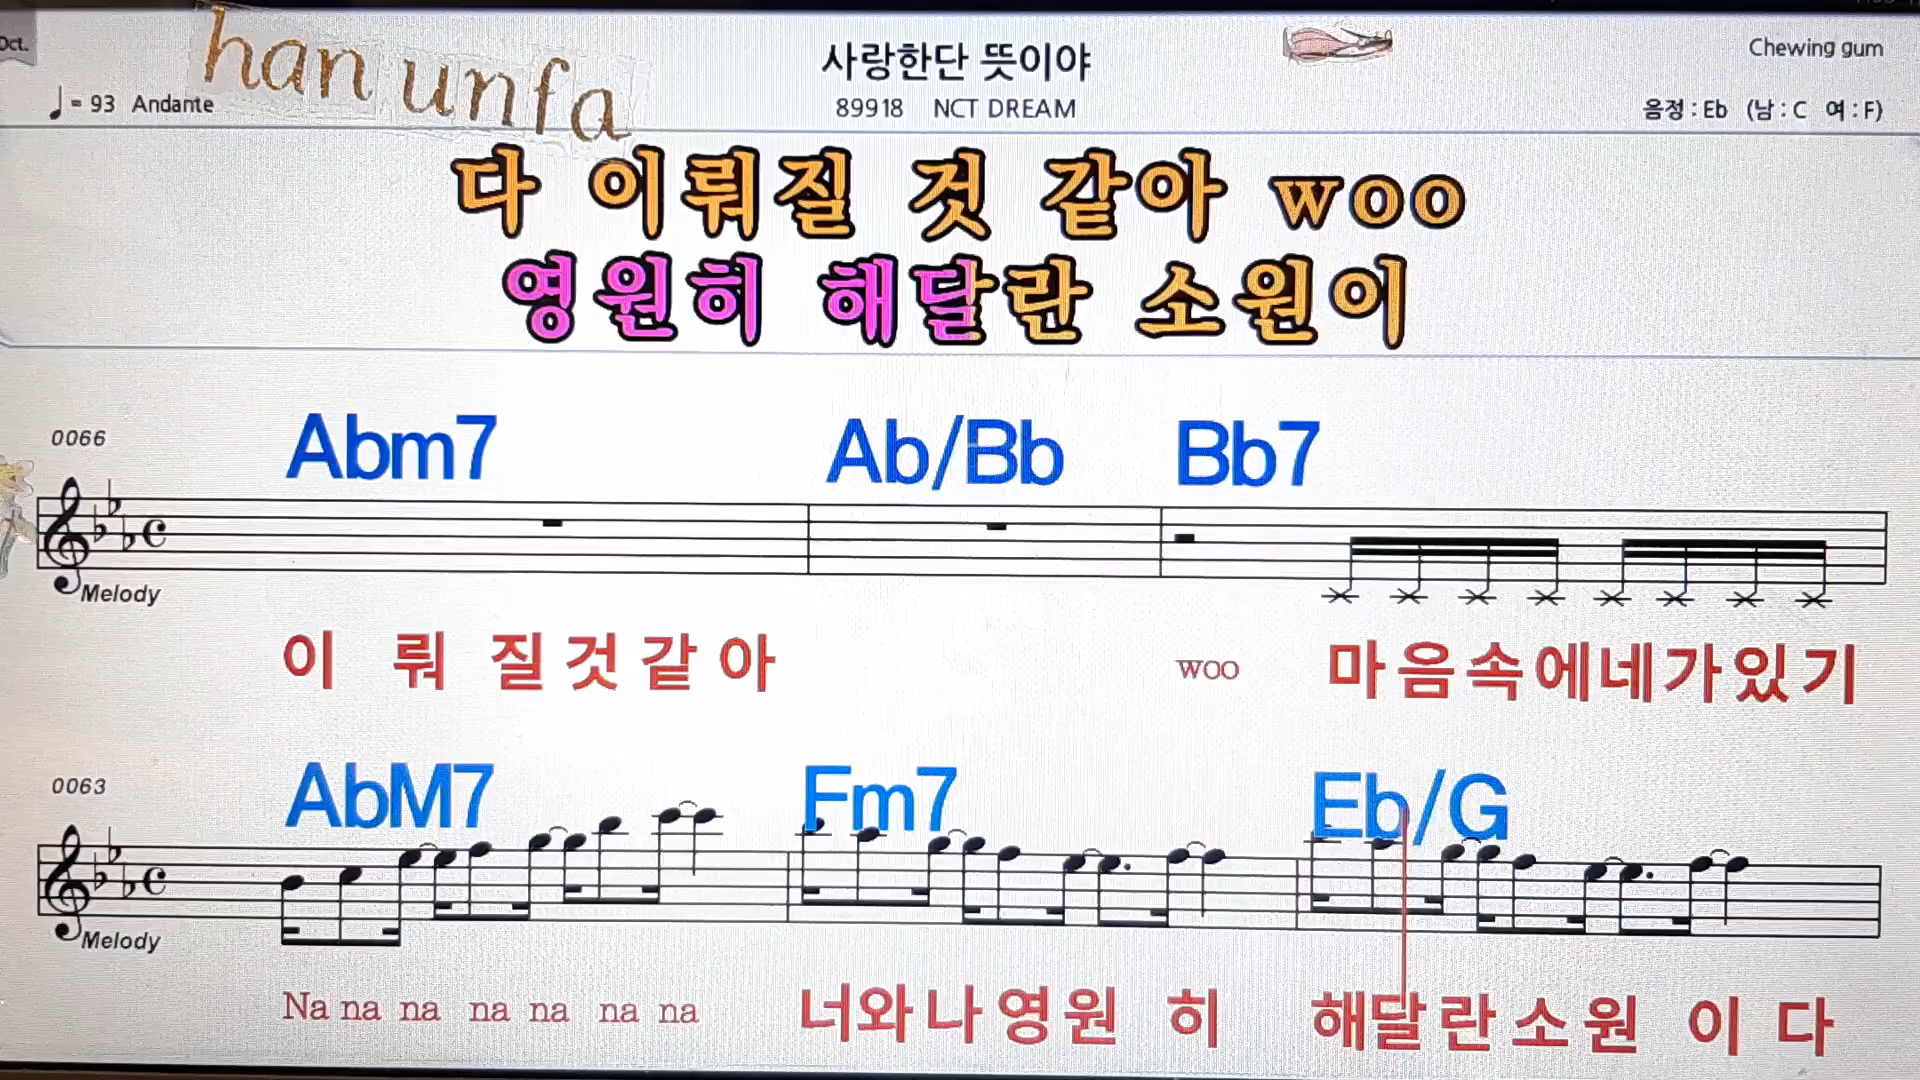 Oct.
han unfa
사랑한단 뜻이야
Chewing gum
= 93 Andante
89918 NCT DREAM
음정 : Eb (남 : C 여 : F)
다 이뤄질 것 같아 woo
영원히 해달란 소원이
0066
Abm7 Ab/Bb Bb7
Melody
이 뤄 질 것 같 아 woo 마 음 속 에 네 가 있 기
0063
AbM7 Fm7 Eb/G
Melody
Na na na na na na na 너 와 나 영 원 히 해 달 란 소 원 이 다